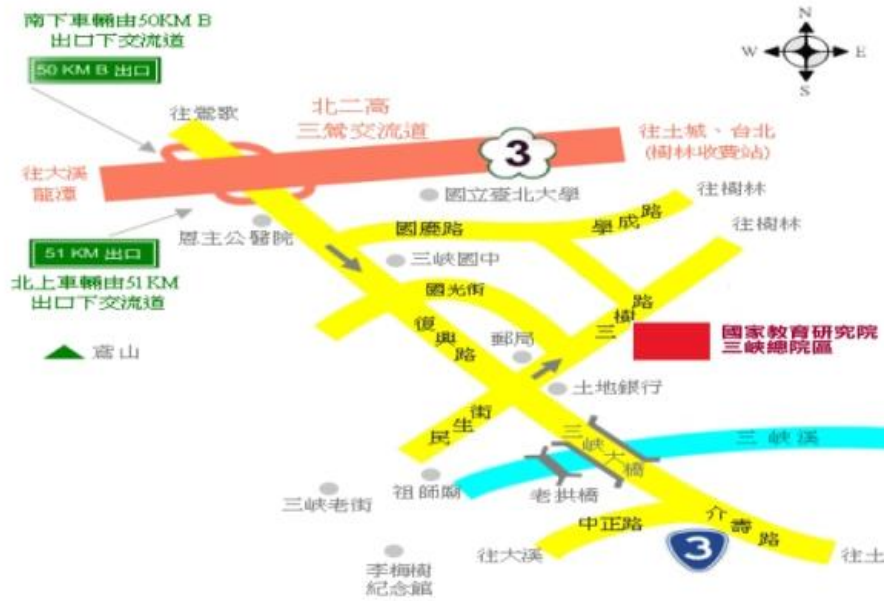 南下車輛由50KM B
出口下交流道
50 KM B 出口
N
W
E
S
往鶯歌
北二高
三鶯交流道
3
往土城、台北
(樹林收費站)
往大溪
龍潭
國立臺北大學
往樹林
恩主公醫院
國慶路
學成路
往樹林
51 KM 出口
三峽國中
北上車輛由51KM
出口下交流道
國光街
三樹路
鳶山
復興路
郵局
國家教育研究院
三峽總院區
土地銀行
民生街
三峽大橋
三峽溪
三峽老街
祖師廟
老拱橋
中正路
介壽路
3
往大溪
往土
李梅樹
紀念館